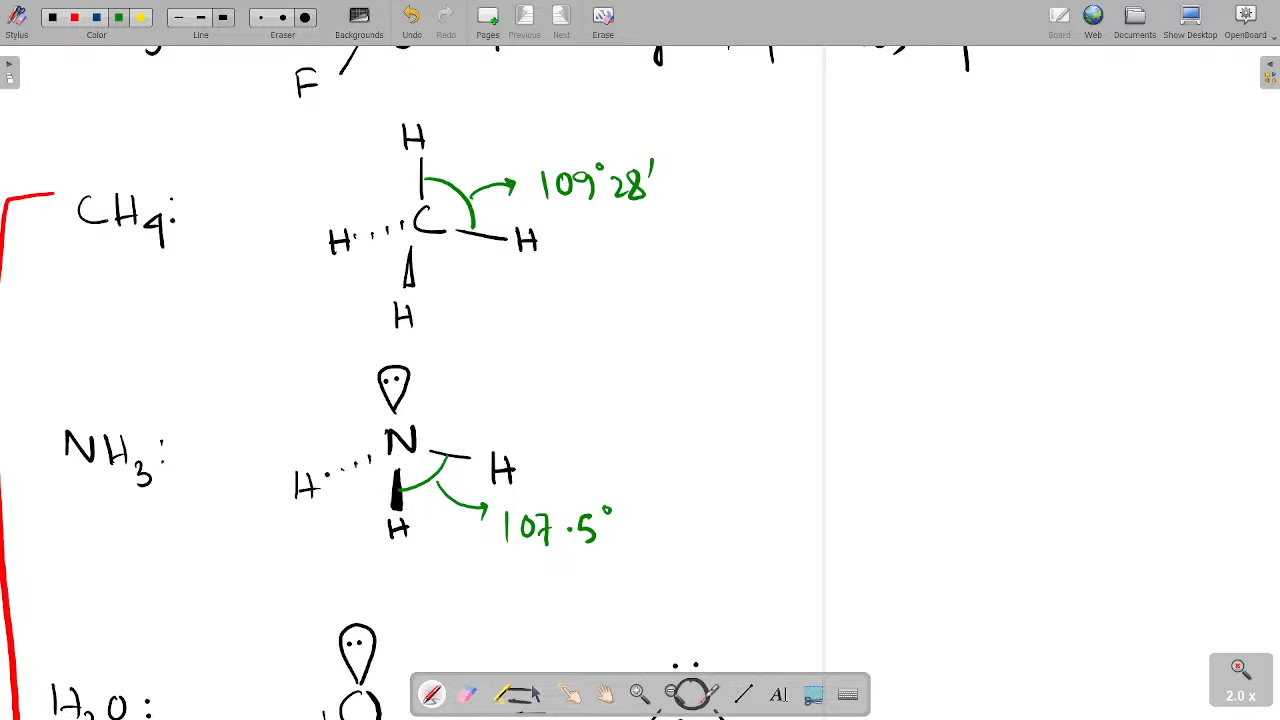 Stylus Color Line Eraser Backgrounds Undo Redo Pages Previous Next Erase Board Web Documents Show Desktop OpenBoard
F
H
109°28'
CH4:
C
H H
H
N
NH3:
H H
H
107.5°
H2O:
2.0 x